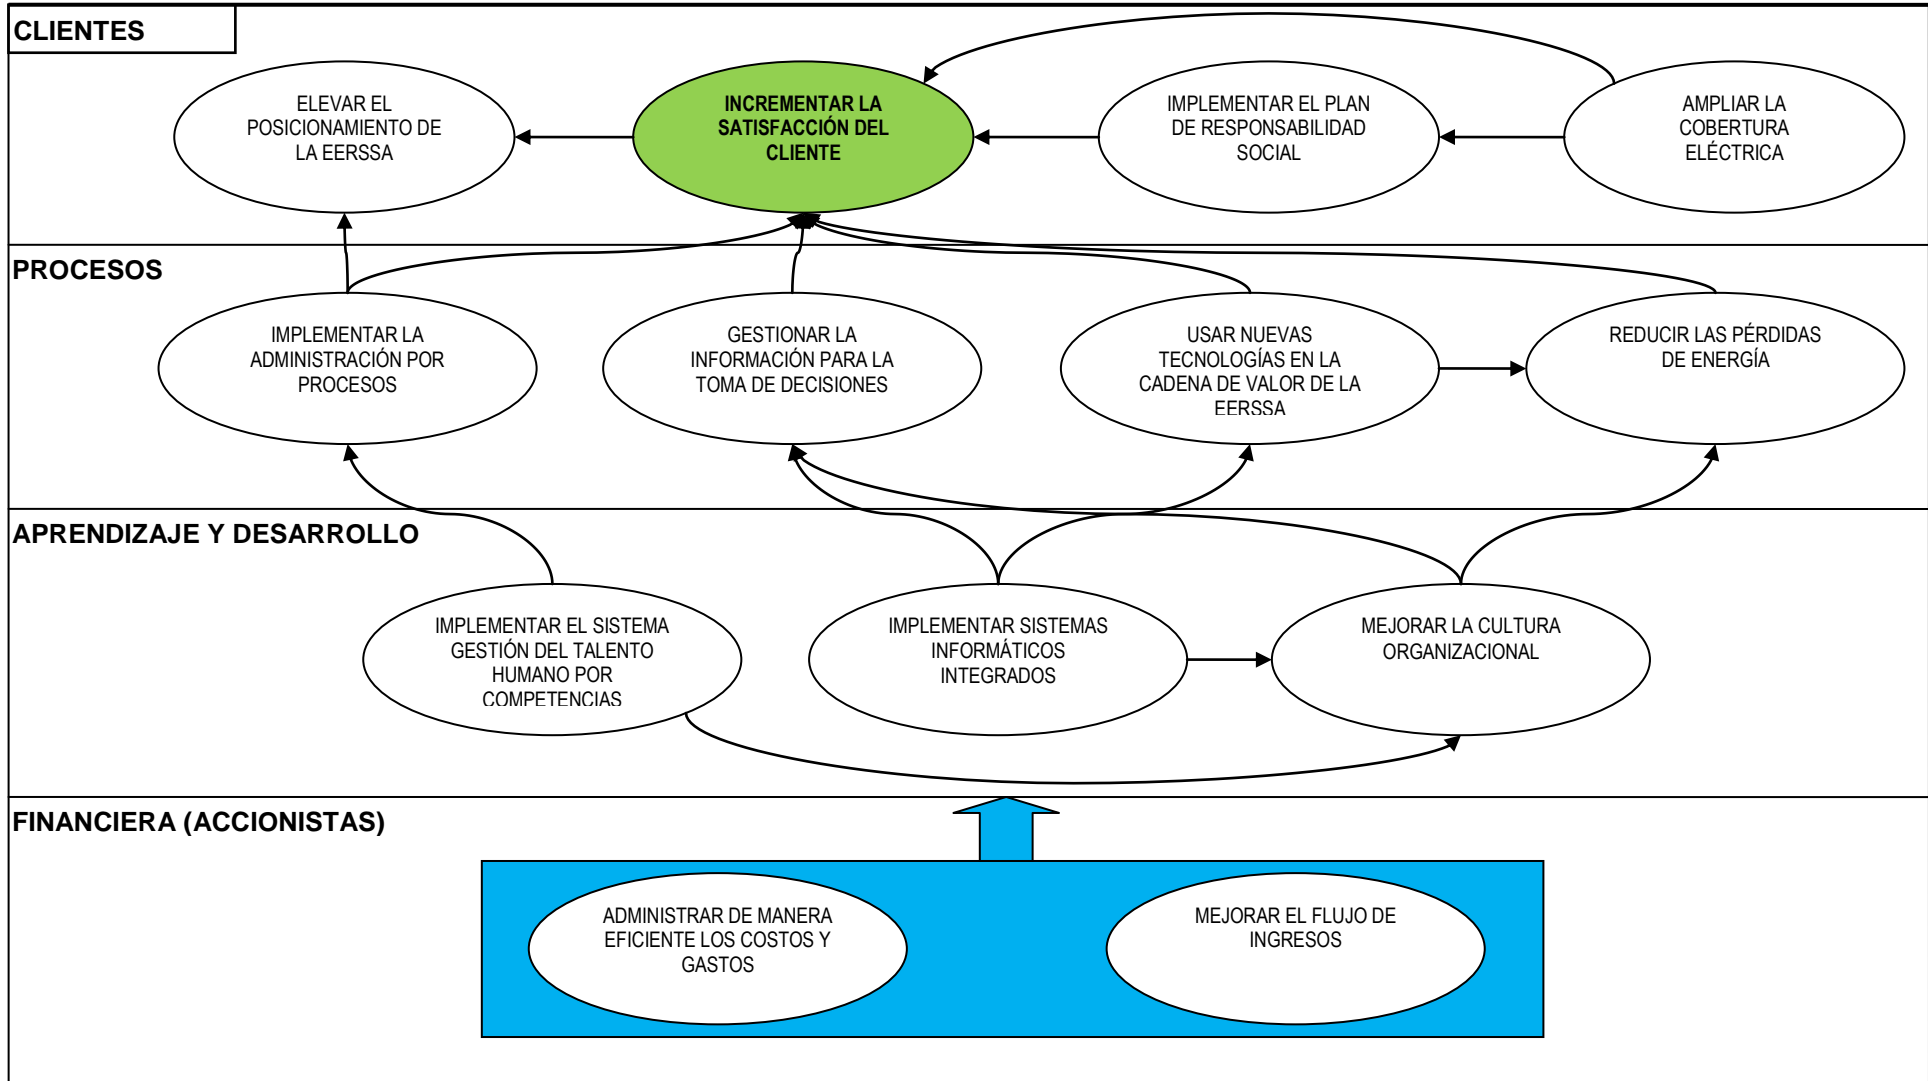 CLIENTES
ELEVAR EL
POSICIONAMIENTO DE
LA EERSSA
INCREMENTAR LA
SATISFACCIÓN DEL
CLIENTE
IMPLEMENTAR EL PLAN
DE RESPONSABILIDAD
SOCIAL
AMPLIAR LA
COBERTURA
ELÉCTRICA
PROCESOS
IMPLEMENTAR LA
ADMINISTRACIÓN POR
PROCESOS
GESTIONAR LA
INFORMACIÓN PARA LA
TOMA DE DECISIONES
USAR NUEVAS
TECNOLOGÍAS EN LA
CADENA DE VALOR DE LA
EERSSA
REDUCIR LAS PÉRDIDAS
DE ENERGÍA
APRENDIZAJE Y DESARROLLO
IMPLEMENTAR EL SISTEMA
GESTIÓN DEL TALENTO
HUMANO POR
COMPETENCIAS
IMPLEMENTAR SISTEMAS
INFORMÁTICOS
INTEGRADOS
MEJORAR LA CULTURA
ORGANIZACIONAL
FINANCIERA (ACCIONISTAS)
ADMINISTRAR DE MANERA
EFICIENTE LOS COSTOS Y
GASTOS
MEJORAR EL FLUJO DE
INGRESOS